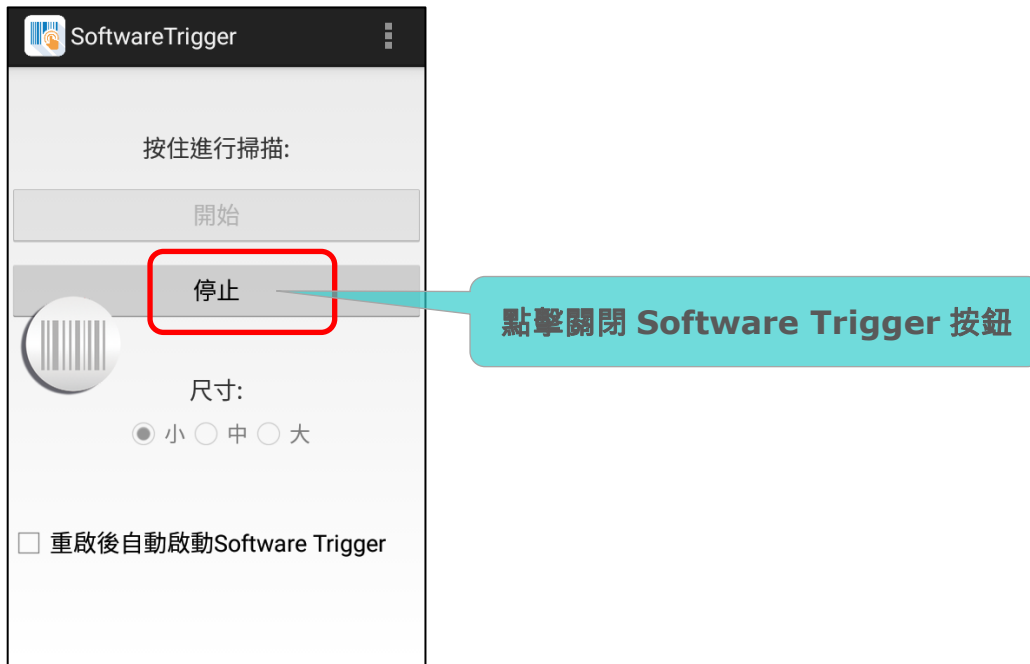 SoftwareTrigger
按住進行掃描:
開始
停止
點擊關閉 Software Trigger 按鈕
尺寸:
小 中 大
重啟後自動啟動Software Trigger